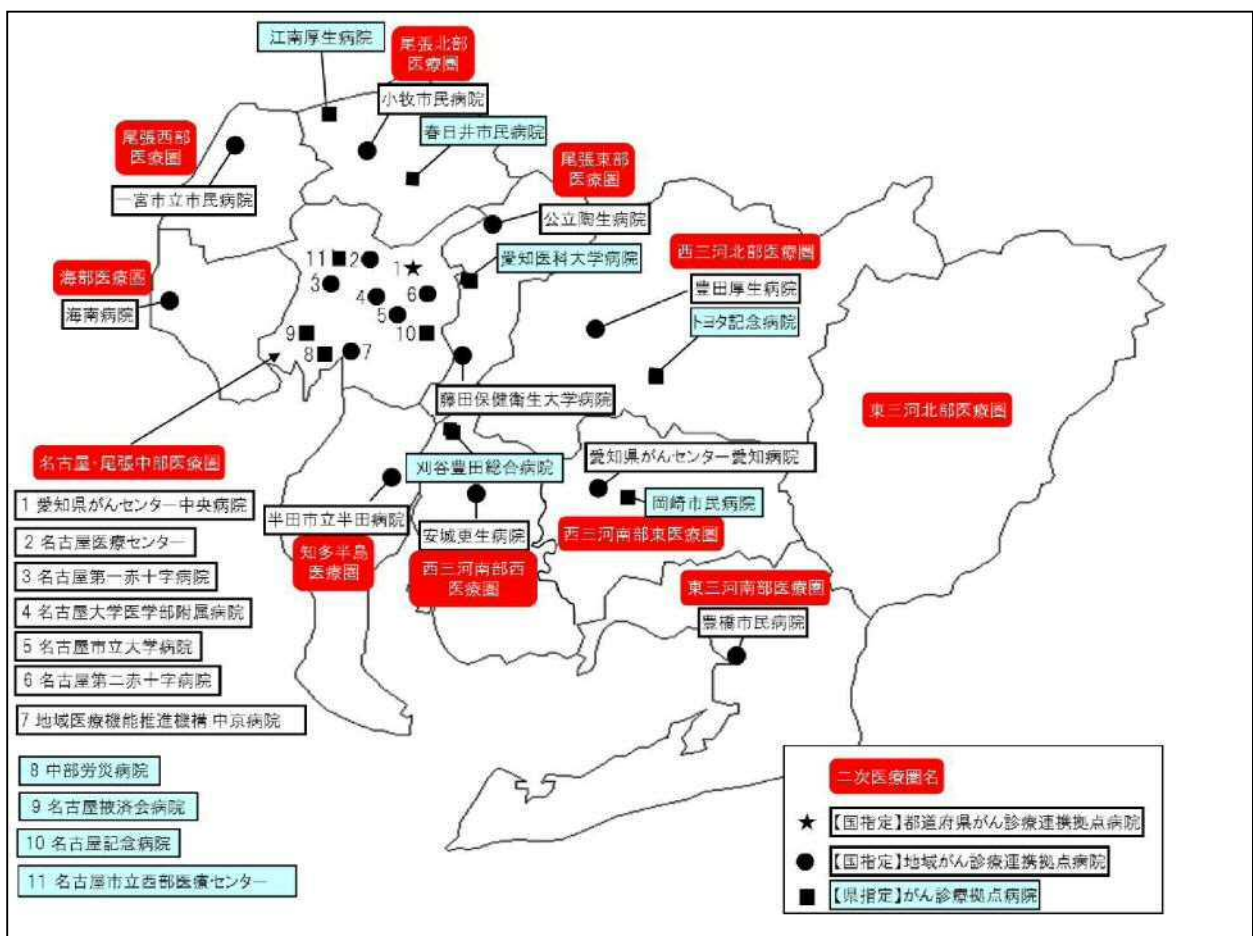 江南厚生病院
尾張北部
医療圏
小牧市民病院
春日井市民病院
尾張西部
医療圏
一宮市立市民病院
尾張東部
医療圏
公立陶生病院
愛知医科大学病院
西三河北部医療圏
豊田厚生病院
トヨタ記念病院
海部医療圏
海南病院
11
2
1
3
4
6
5
9
10
8
7
藤田保健衛生大学病院
東三河北部医療圏
名古屋・尾張中部医療圏
刈谷豊田総合病院
愛知県がんセンター愛知病院
岡崎市民病院
半田市立半田病院
安城更生病院
西三河南部東医療圏
知多半島
医療圏
西三河南部西
医療圏
東三河南部医療圏
豊橋市民病院
1 愛知県がんセンター中央病院
2 名古屋医療センター
3 名古屋第一赤十字病院
4 名古屋大学医学部附属病院
5 名古屋市立大学病院
6 名古屋第二赤十字病院
7 地域医療機能推進機構 中京病院
8 中部労災病院
9 名古屋掖済会病院
10 名古屋記念病院
11 名古屋市立西部医療センター
二次医療圏名
★ 【国指定】都道府県がん診療連携拠点病院
● 【国指定】地域がん診療連携拠点病院
■ 【県指定】がん診療拠点病院